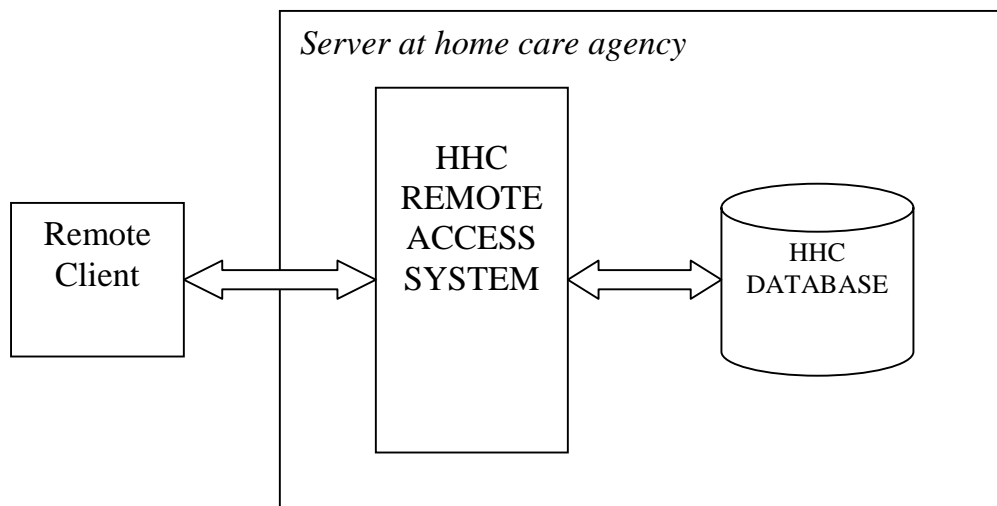 Server at home care agency
HHC
REMOTE
ACCESS
SYSTEM
Remote
Client
HHC
DATABASE